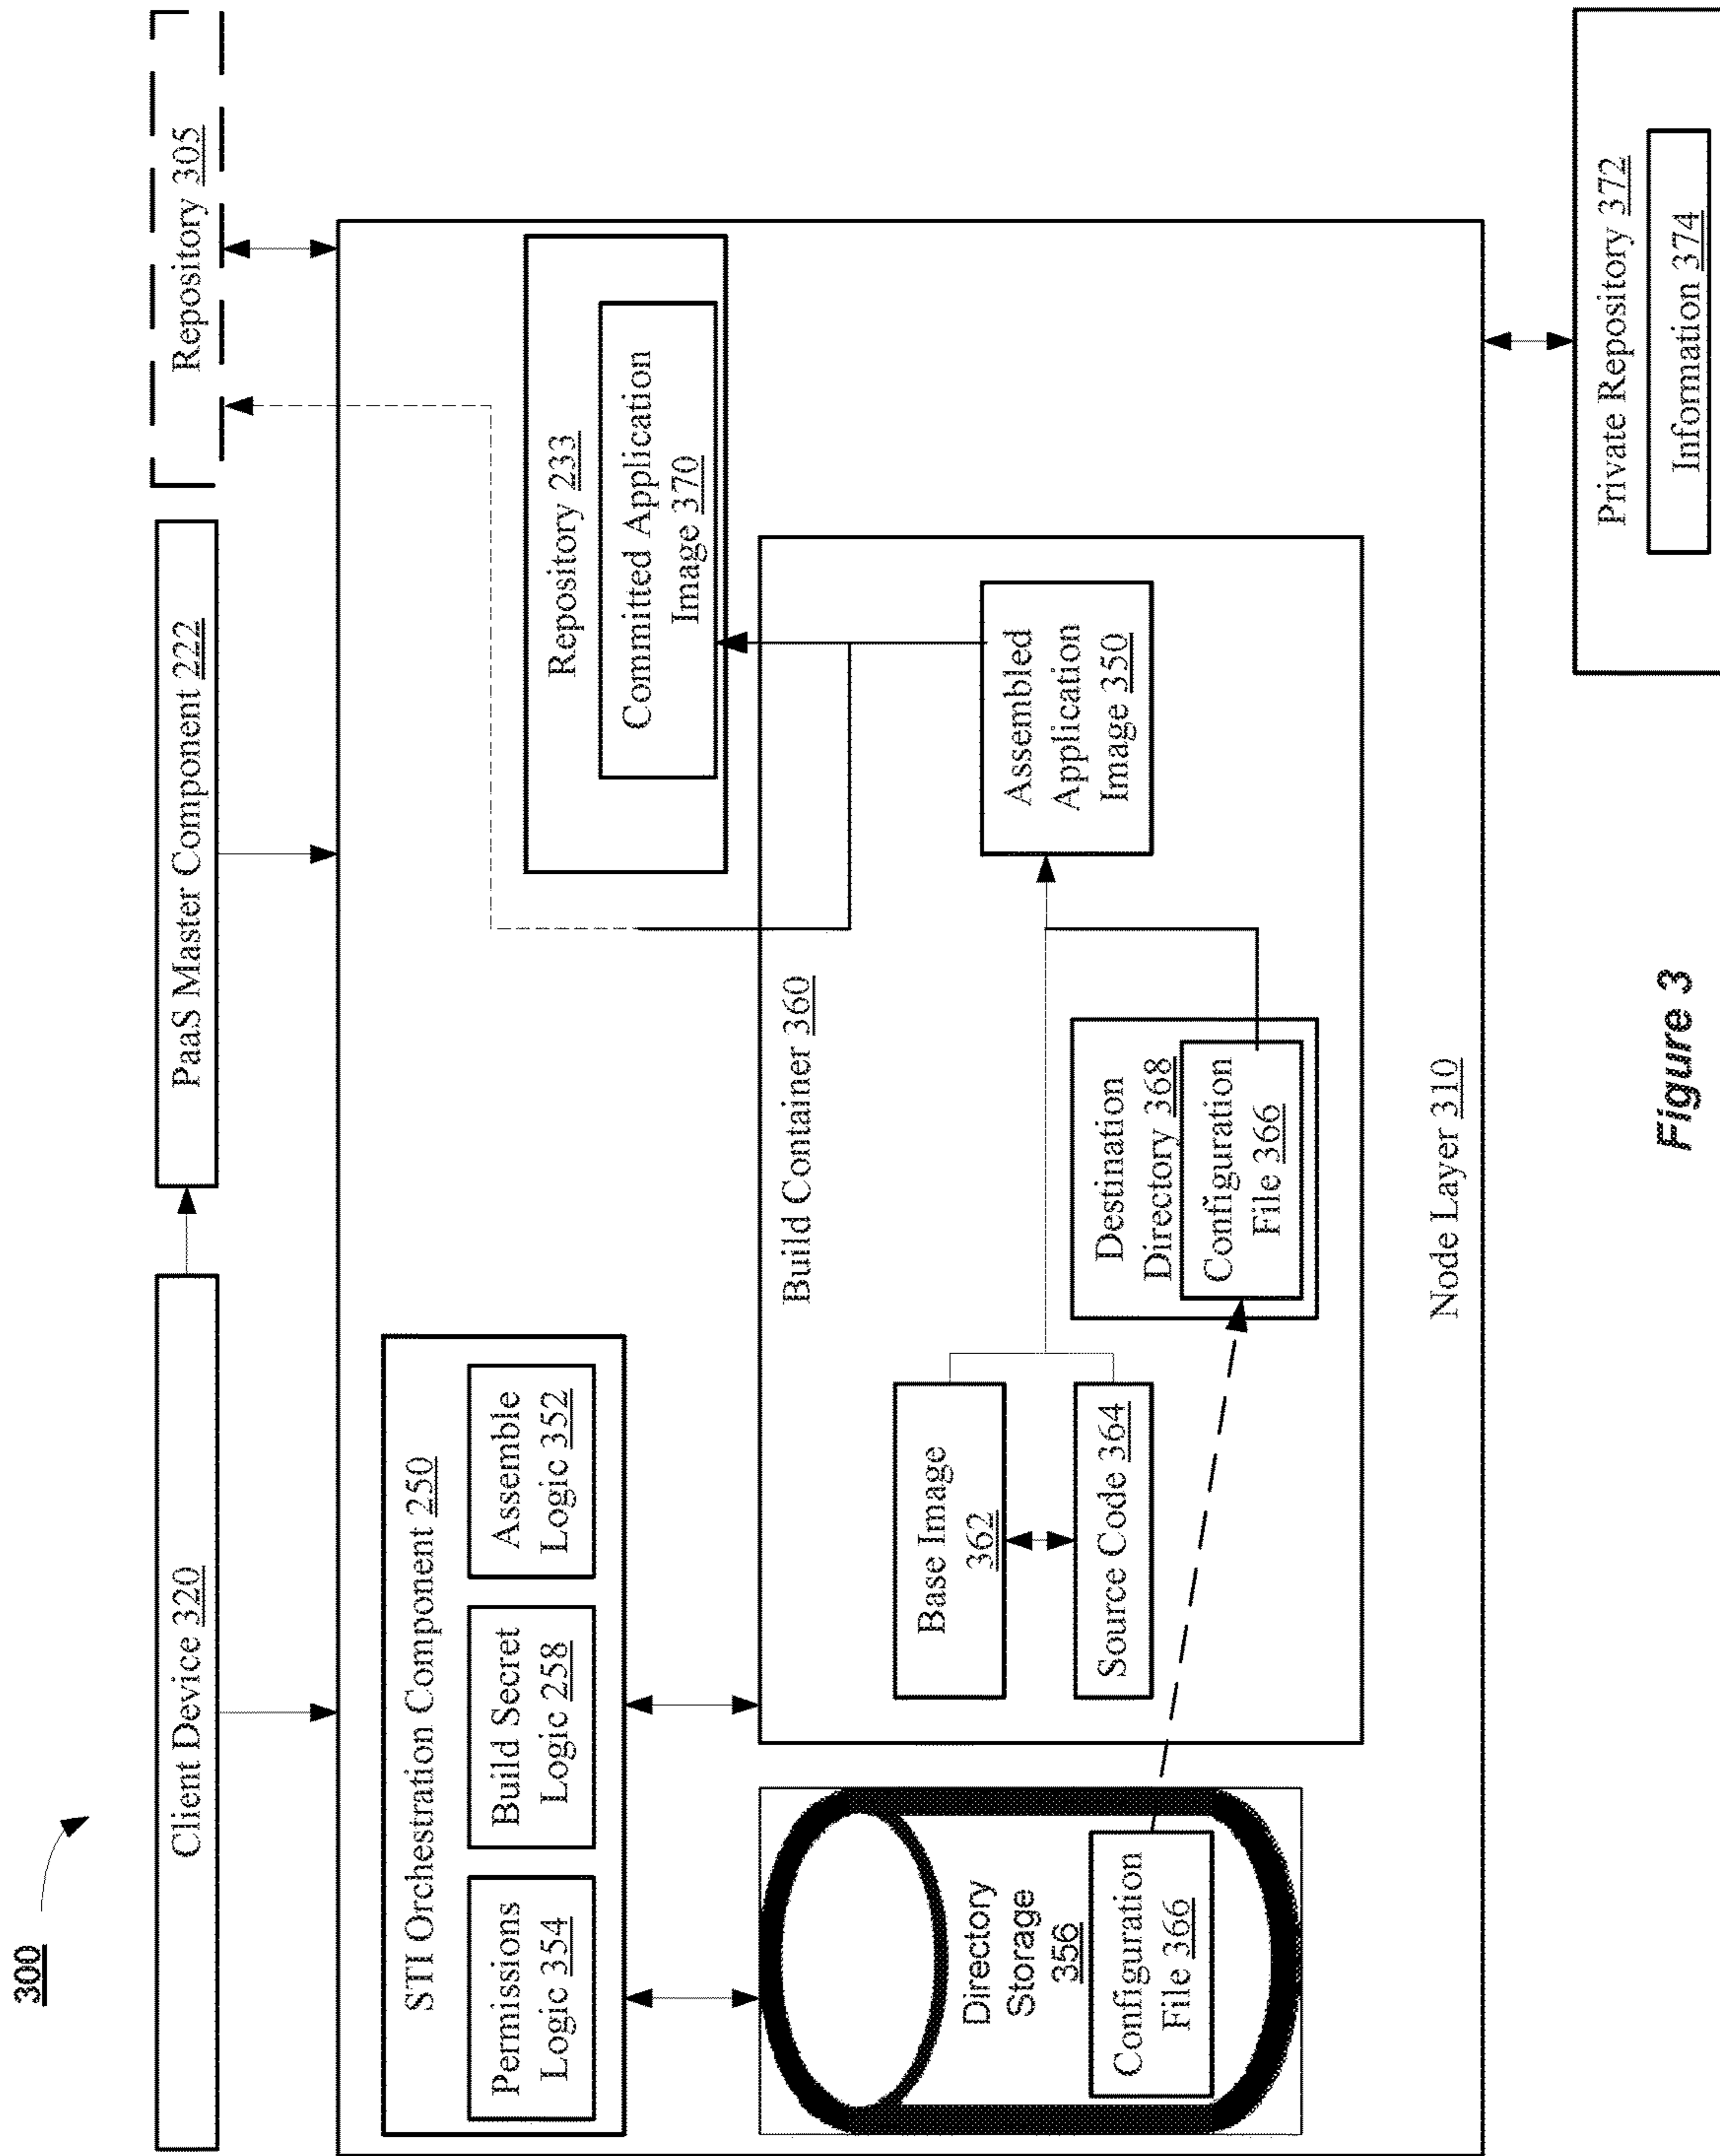 300
Client Device 320
PaaS Master Component 222
Repository 305
STI Orchestration Component 250
Permissions
Logic 354
Build Secret
Logic 258
Assemble
Logic 352
Repository 233
Committed Application
Image 370
Directory
Storage
356
Configuration
File 366
Build Container 360
Base Image
362
Source Code 364
Destination
Directory 368
Configuration
File 366
Assembled
Application
Image 350
Node Layer 310
Private Repository 372
Information 374
Figure 3